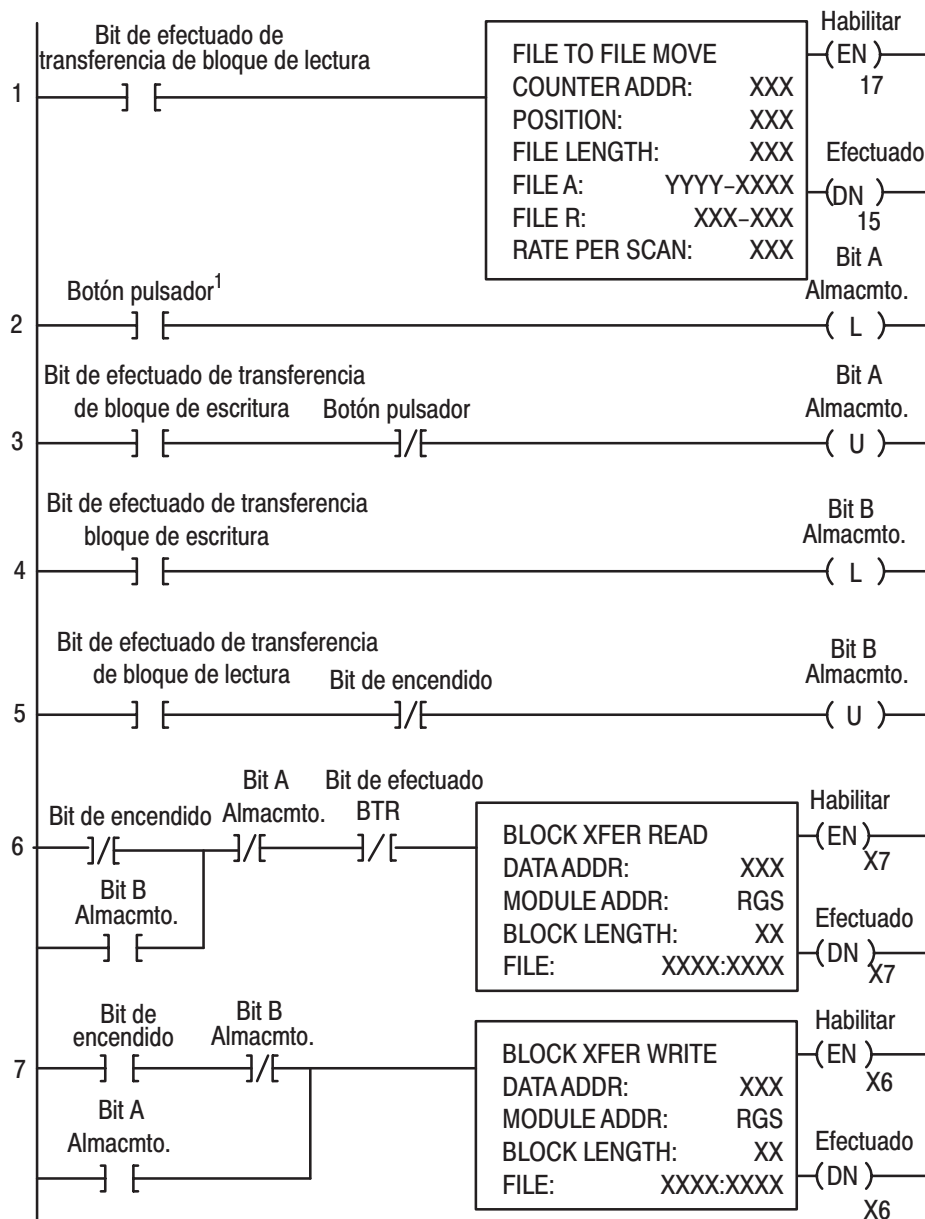 Bit de efectuado de
transferencia de bloque de lectura
Habilitar
1
FILE TO FILE MOVE
COUNTER ADDR: XXX
POSITION: XXX
FILE LENGTH: XXX
FILE A: YYYY–XXXX
FILE R: XXX–XXX
RATE PER SCAN: XXX
EN
17
Efectuado
DN
15
Botón pulsador1
Bit A
Almacmto.
2
L
Bit de efectuado de transferencia
de bloque de escritura
Botón pulsador
Bit A
Almacmto.
3
U
Bit de efectuado de transferencia
bloque de escritura
Bit B
Almacmto.
4
L
Bit de efectuado de transferencia
de bloque de lectura
Bit de encendido
Bit B
Almacmto.
5
U
6
Bit de encendido
Bit A
Almacmto.
Bit de efectuado
BTR
Bit B
Almacmto.
BLOCK XFER READ
DATA ADDR: XXX
MODULE ADDR: RGS
BLOCK LENGTH: XX
FILE: XXXX:XXXX
Habilitar
EN
X7
Efectuado
DN
X7
7
Bit de
encendido
Bit B
Almacmto.
Bit A
Almacmto.
BLOCK XFER WRITE
DATA ADDR: XXX
MODULE ADDR: RGS
BLOCK LENGTH: XX
FILE: XXXX:XXXX
Habilitar
EN
X6
Efectuado
DN
X6